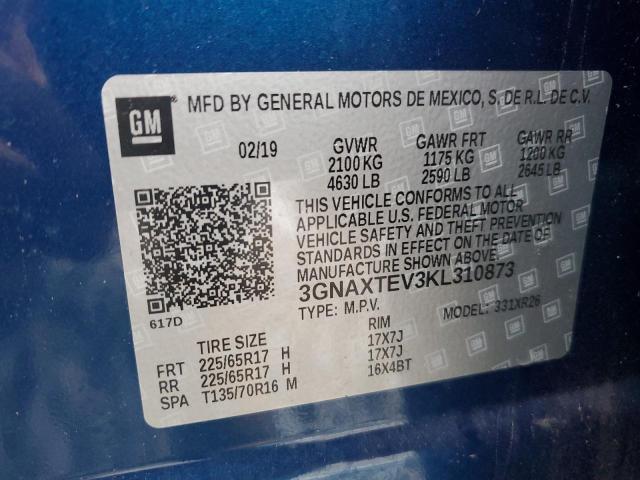 GM
MFD BY GENERAL MOTORS DE MEXICO, S. DE R.L. DE C.V.
02/19 GVWR GAWR FRT GAWR RR
2100 KG 1175 KG 1200 KG
4630 LB 2590 LB 2645 LB
THIS VEHICLE CONFORMS TO ALL
APPLICABLE U.S. FEDERAL MOTOR
VEHICLE SAFETY AND THEFT PREVENTION
STANDARDS IN EFFECT ON THE DATE OF
MANUFACTURE SHOWN ABOVE.
3GNAXTEV3KL310873
617D
TYPE: M.P.V. MODEL: 331XR26
TIRE SIZE RIM
FRT 225/65R17 H 17X7J
RR 225/65R17 H 17X7J
SPA T135/70R16 M 16X4BT